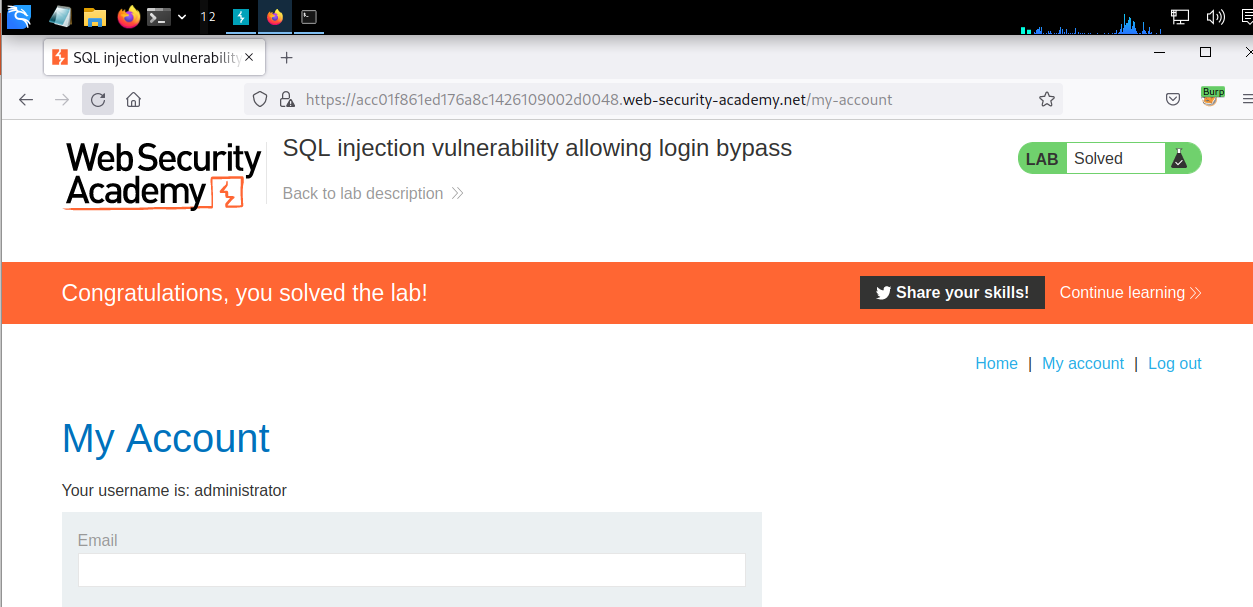 1 2
SQL injection vulnerability
https://acc01f861ed176a8c1426109002d0048.web-security-academy.net/my-account
Burp
Web Security
Academy
SQL injection vulnerability allowing login bypass
Back to lab description
LAB Solved
Congratulations, you solved the lab!
Share your skills!
Continue learning
Home | My account | Log out
My Account
Your username is: administrator
Email